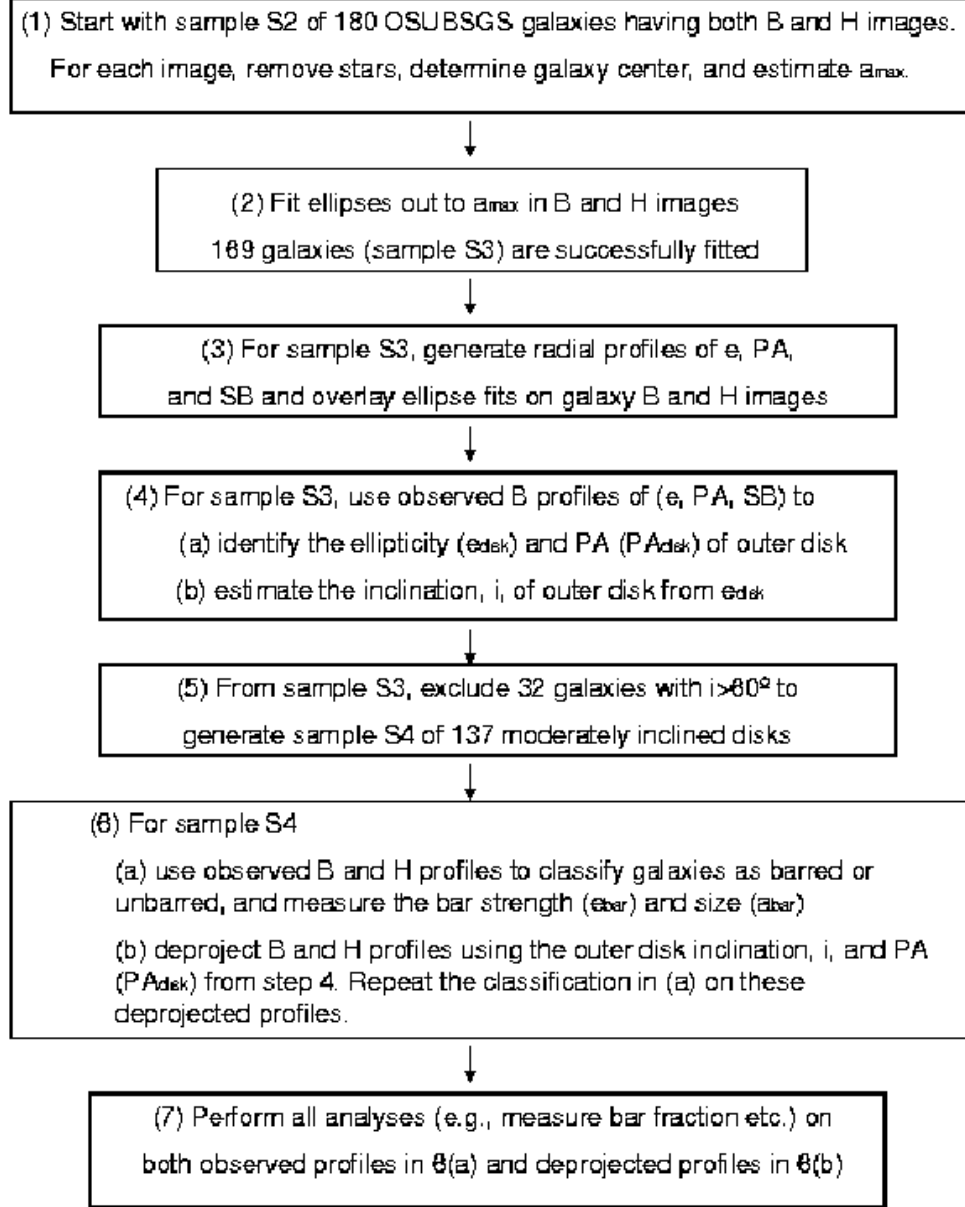 (1) Start with sample S2 of 180 OSUBSGS galaxies having both B and H images.
For each image, remove stars, determine galaxy center, and estimate amax.
(2) Fit ellipses out to amax in B and H images
169 galaxies (sample S3) are successfully fitted
(3) For sample S3, generate radial profiles of e, PA,
and SB and overlay ellipse fits on galaxy B and H images
(4) For sample S3, use observed B profiles of (e, PA, SB) to
(a) identify the ellipticity (edisk) and PA (PAdisk) of outer disk
(b) estimate the inclination, i, of outer disk from edisk
(5) From sample S3, exclude 32 galaxies with i>60º to
generate sample S4 of 137 moderately inclined disks
(6) For sample S4
(a) use observed B and H profiles to classify galaxies as barred or
unbarred, and measure the bar strength (ebar) and size (abar)
(b) deproject B and H profiles using the outer disk inclination, i, and PA
(PAdisk) from step 4. Repeat the classification in (a) on these
deprojected profiles.
(7) Perform all analyses (e.g., measure bar fraction etc.) on
both observed profiles in 6(a) and deprojected profiles in 6(b)